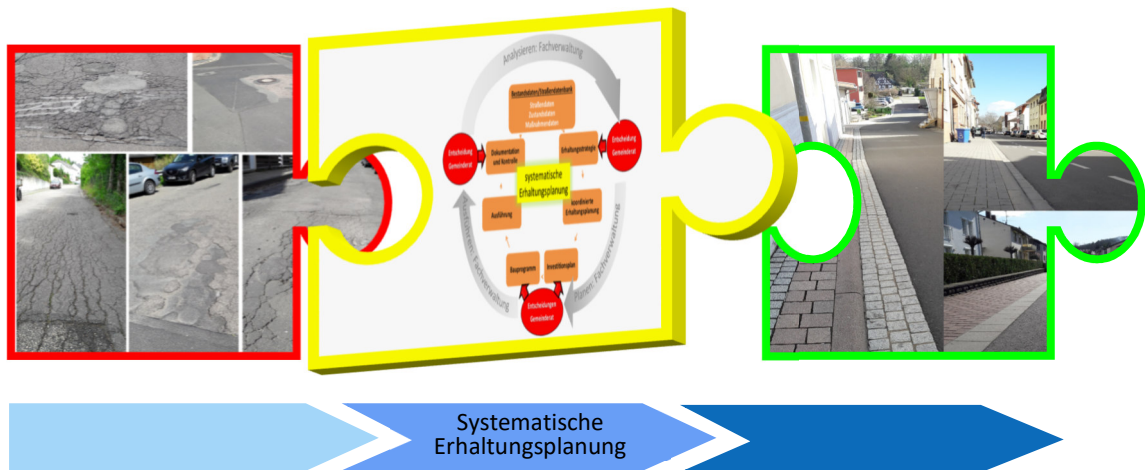 Analysieren: Fachverwaltung
Bestandsdaten/Straßendatenbank
Straßendaten
Zustandsdaten
Maßnahmendaten
Entscheidung
Gemeinderat
Dokumentation
und Kontrolle
Erhaltungsstrategie
Entscheidung
Gemeinderat
systematische
Erhaltungsplanung
Ausführung
koordinierte
Erhaltungsplanung
Bauprogramm
Investitionsplan
Entscheidungen
Gemeinderat
Planen: Fachverwaltung
Fachverwaltung
Systematische
Erhaltungsplanung